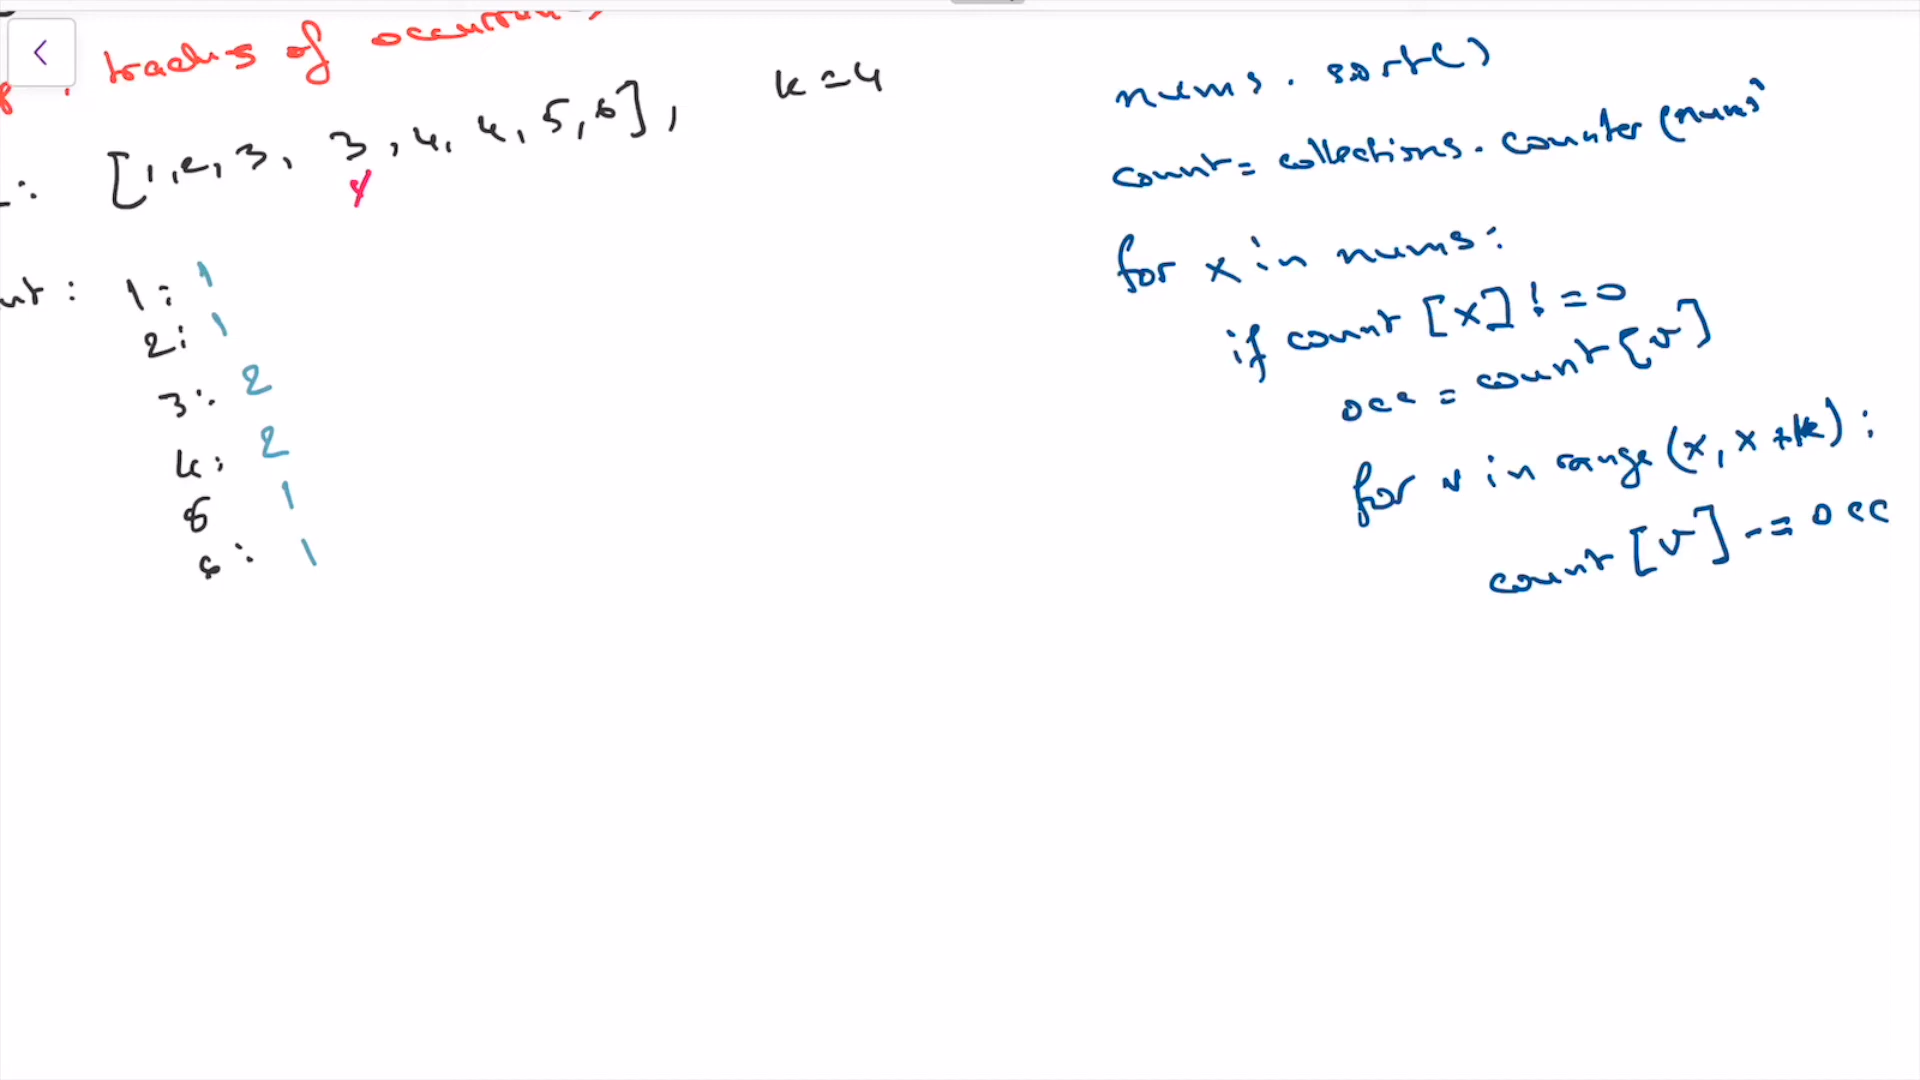 tracks of
[1,2,3, 3,4,4,5,6], k=4
1: 1
2: 1
3: 2
4: 2
5 1
6: 1
nums.sort()
count= collections.counter(nums)
for x in nums:
if count[x]!=0
occ = count[v]
for v in range(x, x+k):
count[v] -= occ